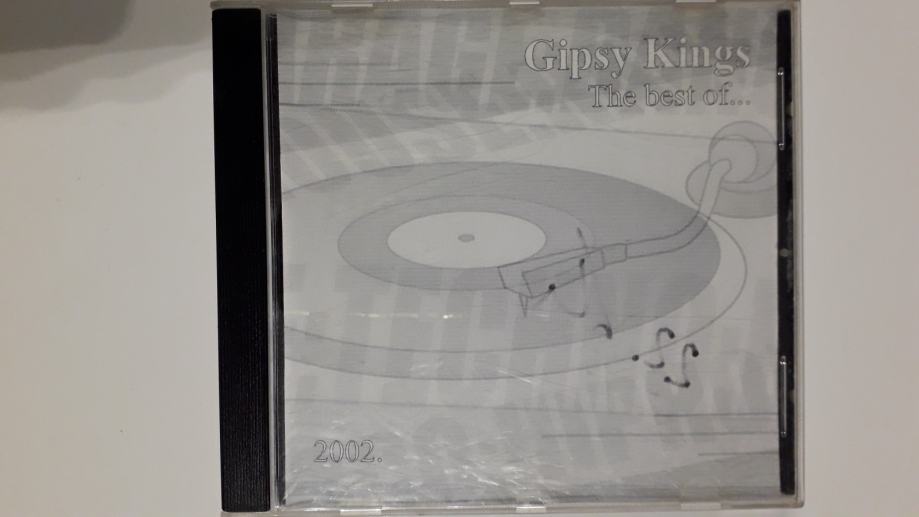 Gipsy Kings
The best of...
2002.